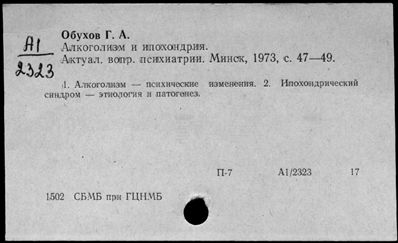 Обухов Г. А.
А1
Алкоголизм и ипохондрия.
2323
Актуал. вопр. психиатрии. Минск, 1973, с. 47—49.
1. Алкоголизм — психические изменения. 2. Ипохондрический
синдром — этиология и патогенез.
П-7 А1/2323 17
1502 СБМБ при ГЦНМБ